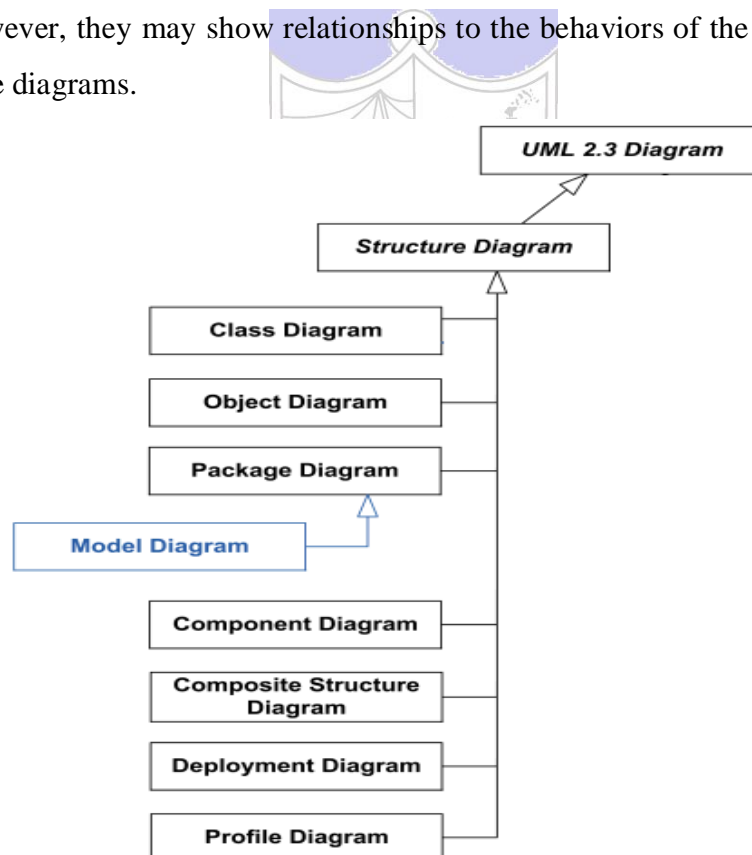 vever, they may show relationships to the behaviors of the
e diagrams.
UML 2.3 Diagram
Structure Diagram
Class Diagram
Object Diagram
Package Diagram
Model Diagram
Component Diagram
Composite Structure
Diagram
Deployment Diagram
Profile Diagram